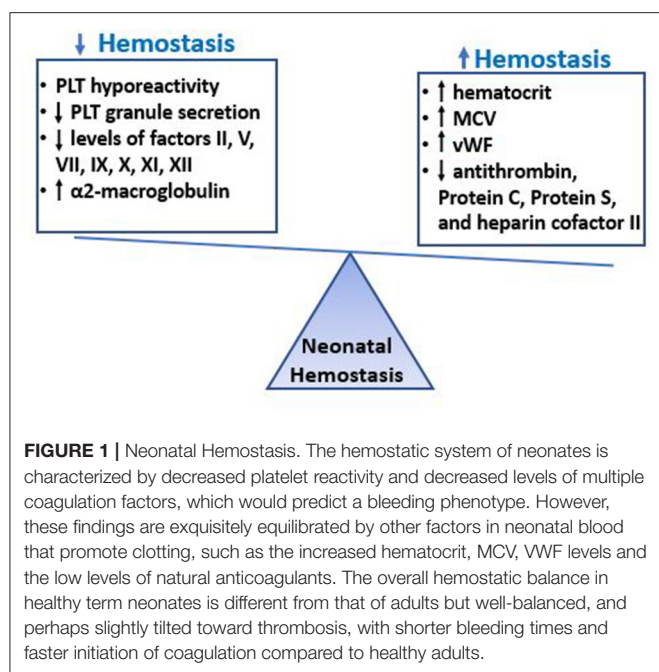 ↓ Hemostasis
• PLT hyporeactivity
• ↓ PLT granule secretion
• ↓ levels of factors II, V,
VII, IX, X, XI, XII
• ↑ α2-macroglobulin
↑ Hemostasis
• ↑ hematocrit
• ↑ MCV
• ↑ vWF
• ↓ antithrombin,
Protein C, Protein S,
and heparin cofactor II
Neonatal
Hemostasis
FIGURE 1 | Neonatal Hemostasis. The hemostatic system of neonates is
characterized by decreased platelet reactivity and decreased levels of multiple
coagulation factors, which would predict a bleeding phenotype. However,
these findings are exquisitely equilibrated by other factors in neonatal blood
that promote clotting, such as the increased hematocrit, MCV, VWF levels and
the low levels of natural anticoagulants. The overall hemostatic balance in
healthy term neonates is different from that of adults but well-balanced, and
perhaps slightly tilted toward thrombosis, with shorter bleeding times and
faster initiation of coagulation compared to healthy adults.